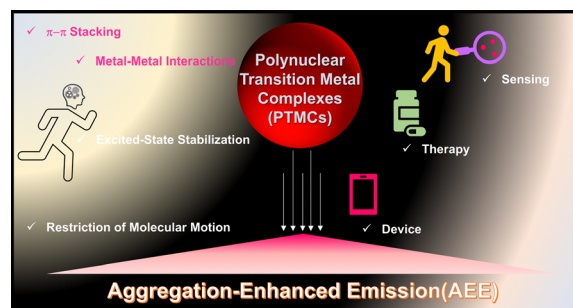 ✓ π–π Stacking
✓ Metal-Metal Interactions
Polynuclear
Transition Metal
Complexes
(PTMCs)
✓ Sensing
✓ Excited-State Stabilization
✓ Therapy
✓ Restriction of Molecular Motion
✓ Device
Aggregation-Enhanced Emission(AEE)